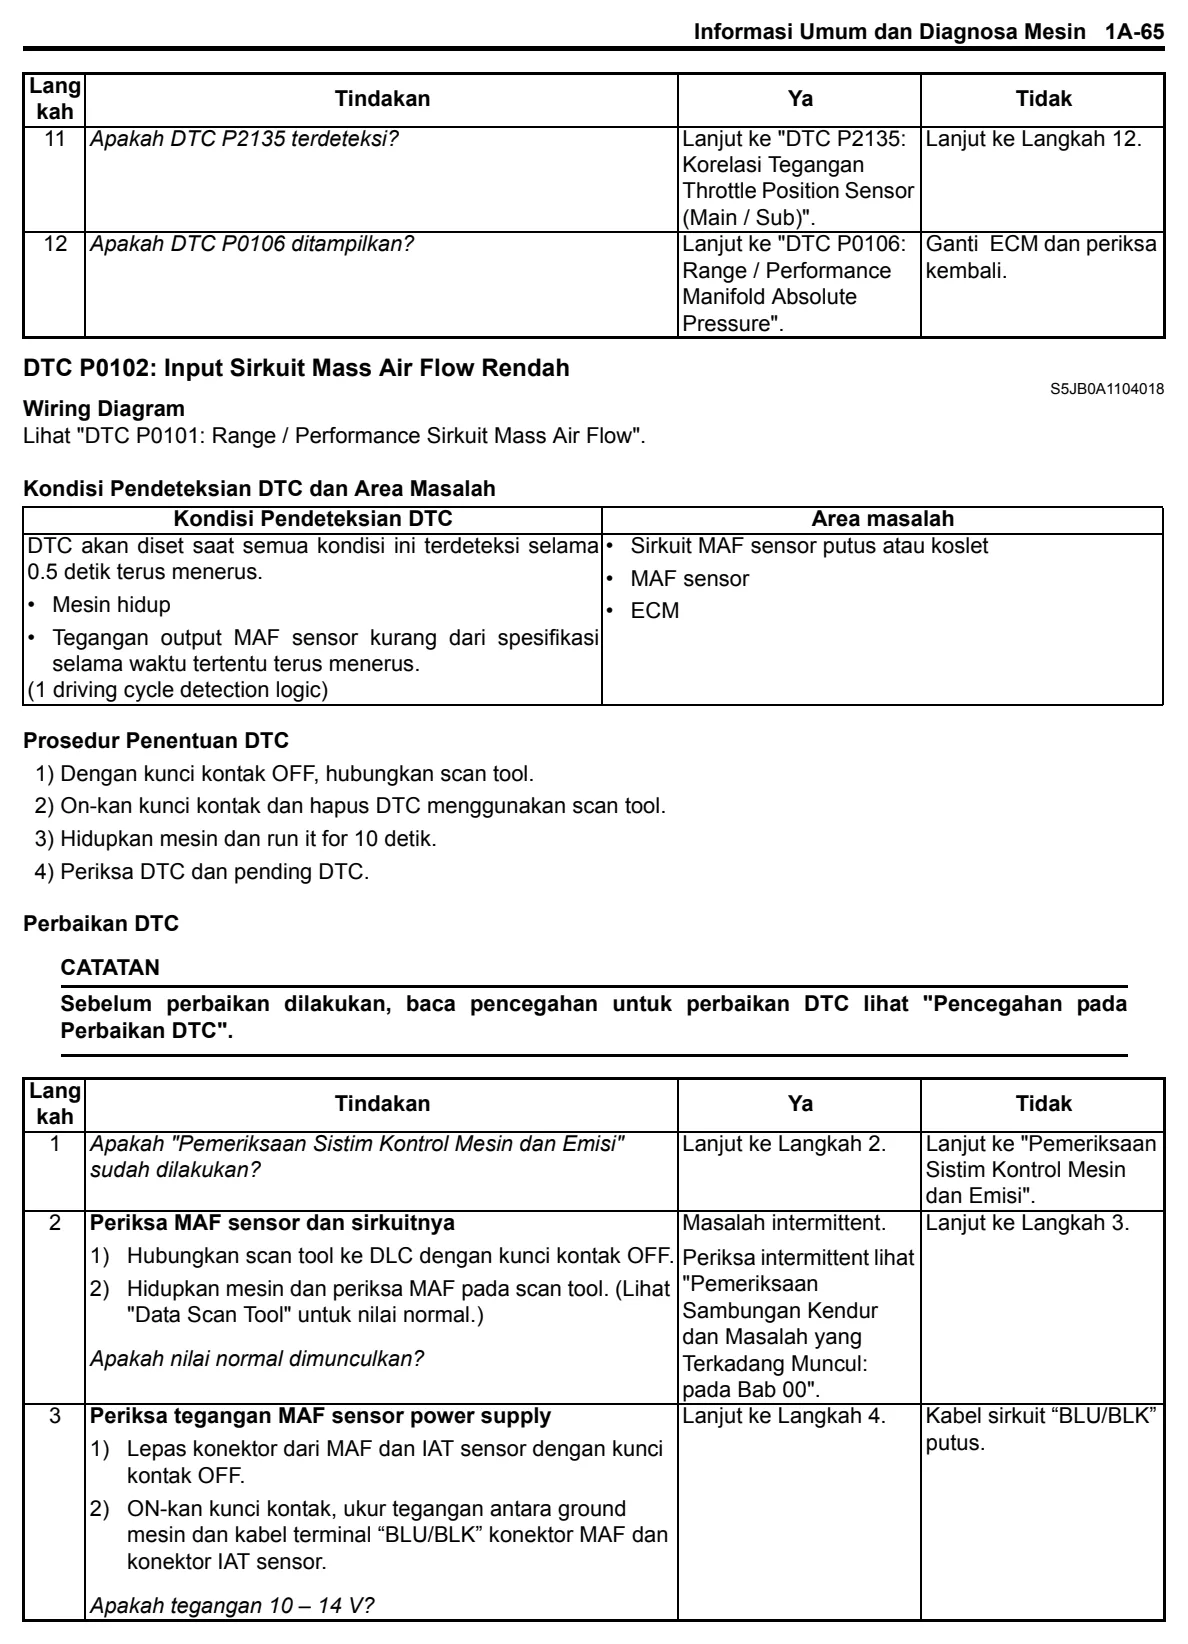 Informasi Umum dan Diagnosa Mesin 1A-65
Lang
kah
Tindakan
Ya
Tidak
11
Apakah DTC P2135 terdeteksi?
Lanjut ke "DTC P2135:
Korelasi Tegangan
Throttle Position Sensor
(Main / Sub)".
Lanjut ke Langkah 12.
12
Apakah DTC P0106 ditampilkan?
Lanjut ke "DTC P0106:
Range / Performance
Manifold Absolute
Pressure".
Ganti ECM dan periksa
kembali.
DTC P0102: Input Sirkuit Mass Air Flow Rendah
S5JB0A1104018
Wiring Diagram
Lihat "DTC P0101: Range / Performance Sirkuit Mass Air Flow".
Kondisi Pendeteksian DTC dan Area Masalah
Kondisi Pendeteksian DTC
Area masalah
DTC akan diset saat semua kondisi ini terdeteksi selama
0.5 detik terus menerus.
• Mesin hidup
• Tegangan output MAF sensor kurang dari spesifikasi
selama waktu tertentu terus menerus.
(1 driving cycle detection logic)
• Sirkuit MAF sensor putus atau koslet
• MAF sensor
• ECM
Prosedur Penentuan DTC
1) Dengan kunci kontak OFF, hubungkan scan tool.
2) On-kan kunci kontak dan hapus DTC menggunakan scan tool.
3) Hidupkan mesin dan run it for 10 detik.
4) Periksa DTC dan pending DTC.
Perbaikan DTC
CATATAN
Sebelum perbaikan dilakukan, baca pencegahan untuk perbaikan DTC lihat "Pencegahan pada
Perbaikan DTC".
Lang
kah
Tindakan
Ya
Tidak
1
Apakah "Pemeriksaan Sistim Kontrol Mesin dan Emisi"
sudah dilakukan?
Lanjut ke Langkah 2.
Lanjut ke "Pemeriksaan
Sistim Kontrol Mesin
dan Emisi".
2
Periksa MAF sensor dan sirkuitnya
1) Hubungkan scan tool ke DLC dengan kunci kontak OFF.
2) Hidupkan mesin dan periksa MAF pada scan tool. (Lihat
"Data Scan Tool" untuk nilai normal.)
Apakah nilai normal dimunculkan?
Masalah intermittent.
Periksa intermittent lihat
"Pemeriksaan
Sambungan Kendur
dan Masalah yang
Terkadang Muncul:
pada Bab 00".
Lanjut ke Langkah 3.
3
Periksa tegangan MAF sensor power supply
1) Lepas konektor dari MAF dan IAT sensor dengan kunci
kontak OFF.
2) ON-kan kunci kontak, ukur tegangan antara ground
mesin dan kabel terminal “BLU/BLK” konektor MAF dan
konektor IAT sensor.
Apakah tegangan 10 – 14 V?
Lanjut ke Langkah 4.
Kabel sirkuit “BLU/BLK”
putus.